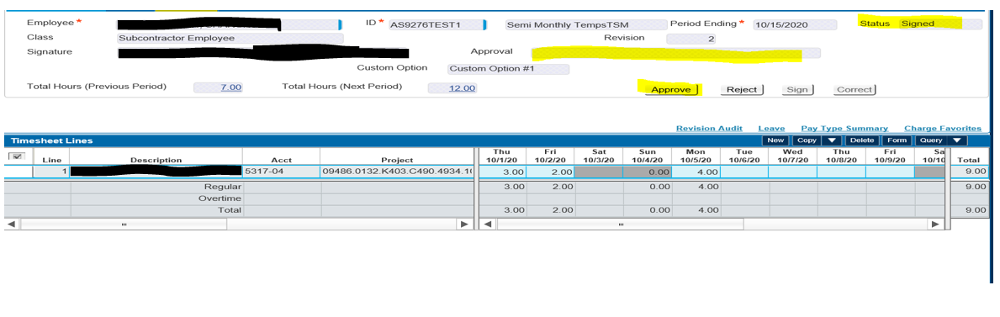 Employee * ID * AS9276TEST1 Semi Monthly TempsTSM Period Ending * 10/15/2020 Status Signed
Class Subcontractor Employee Revision 2
Signature Approval
Custom Option Custom Option #1
Total Hours (Previous Period) 7.00 Total Hours (Next Period) 12.00 Approve Reject Sign Correct
Revision Audit Leave Pay Type Summary Charge Favorites
Timesheet Lines New Copy Delete Form Query
Thu Fri Sat Sun Mon Tue Wed Thu Fri Sa
Line Description Acct Project 10/1/20 10/2/20 10/3/20 10/4/20 10/5/20 10/6/20 10/7/20 10/8/20 10/9/20 10/10 Total
1 5317-04 09486.0132.K403.C490.4934.1 3.00 2.00 0.00 4.00 9.00
Regular 3.00 2.00 0.00 4.00 9.00
Overtime
Total 3.00 2.00 0.00 4.00 9.00